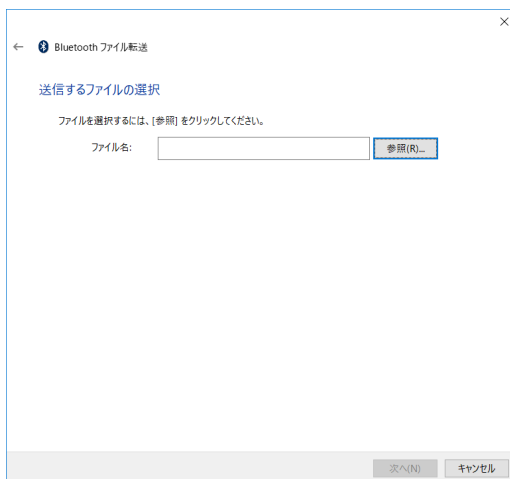 Bluetooth ファイル転送
送信するファイルの選択
ファイルを選択するには、[参照] をクリックしてください。
ファイル名:
参照(R)...
次へ(N)
キャンセル